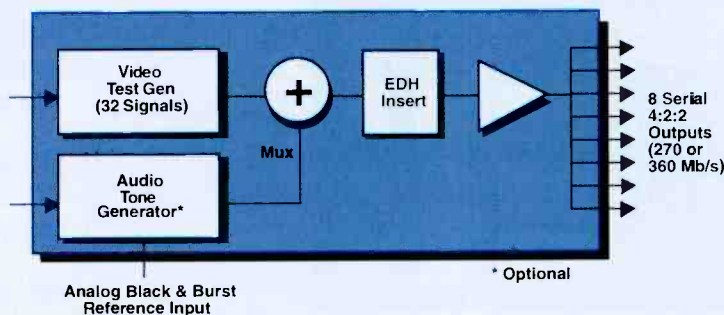 Video
Test Gen
(32 Signals)
+
Mux
EDH
Insert
Audio
Tone
Generator*
8 Serial
4:2:2
Outputs
(270 or
360 Mb/s)
* Optional
Analog Black & Burst
Reference Input